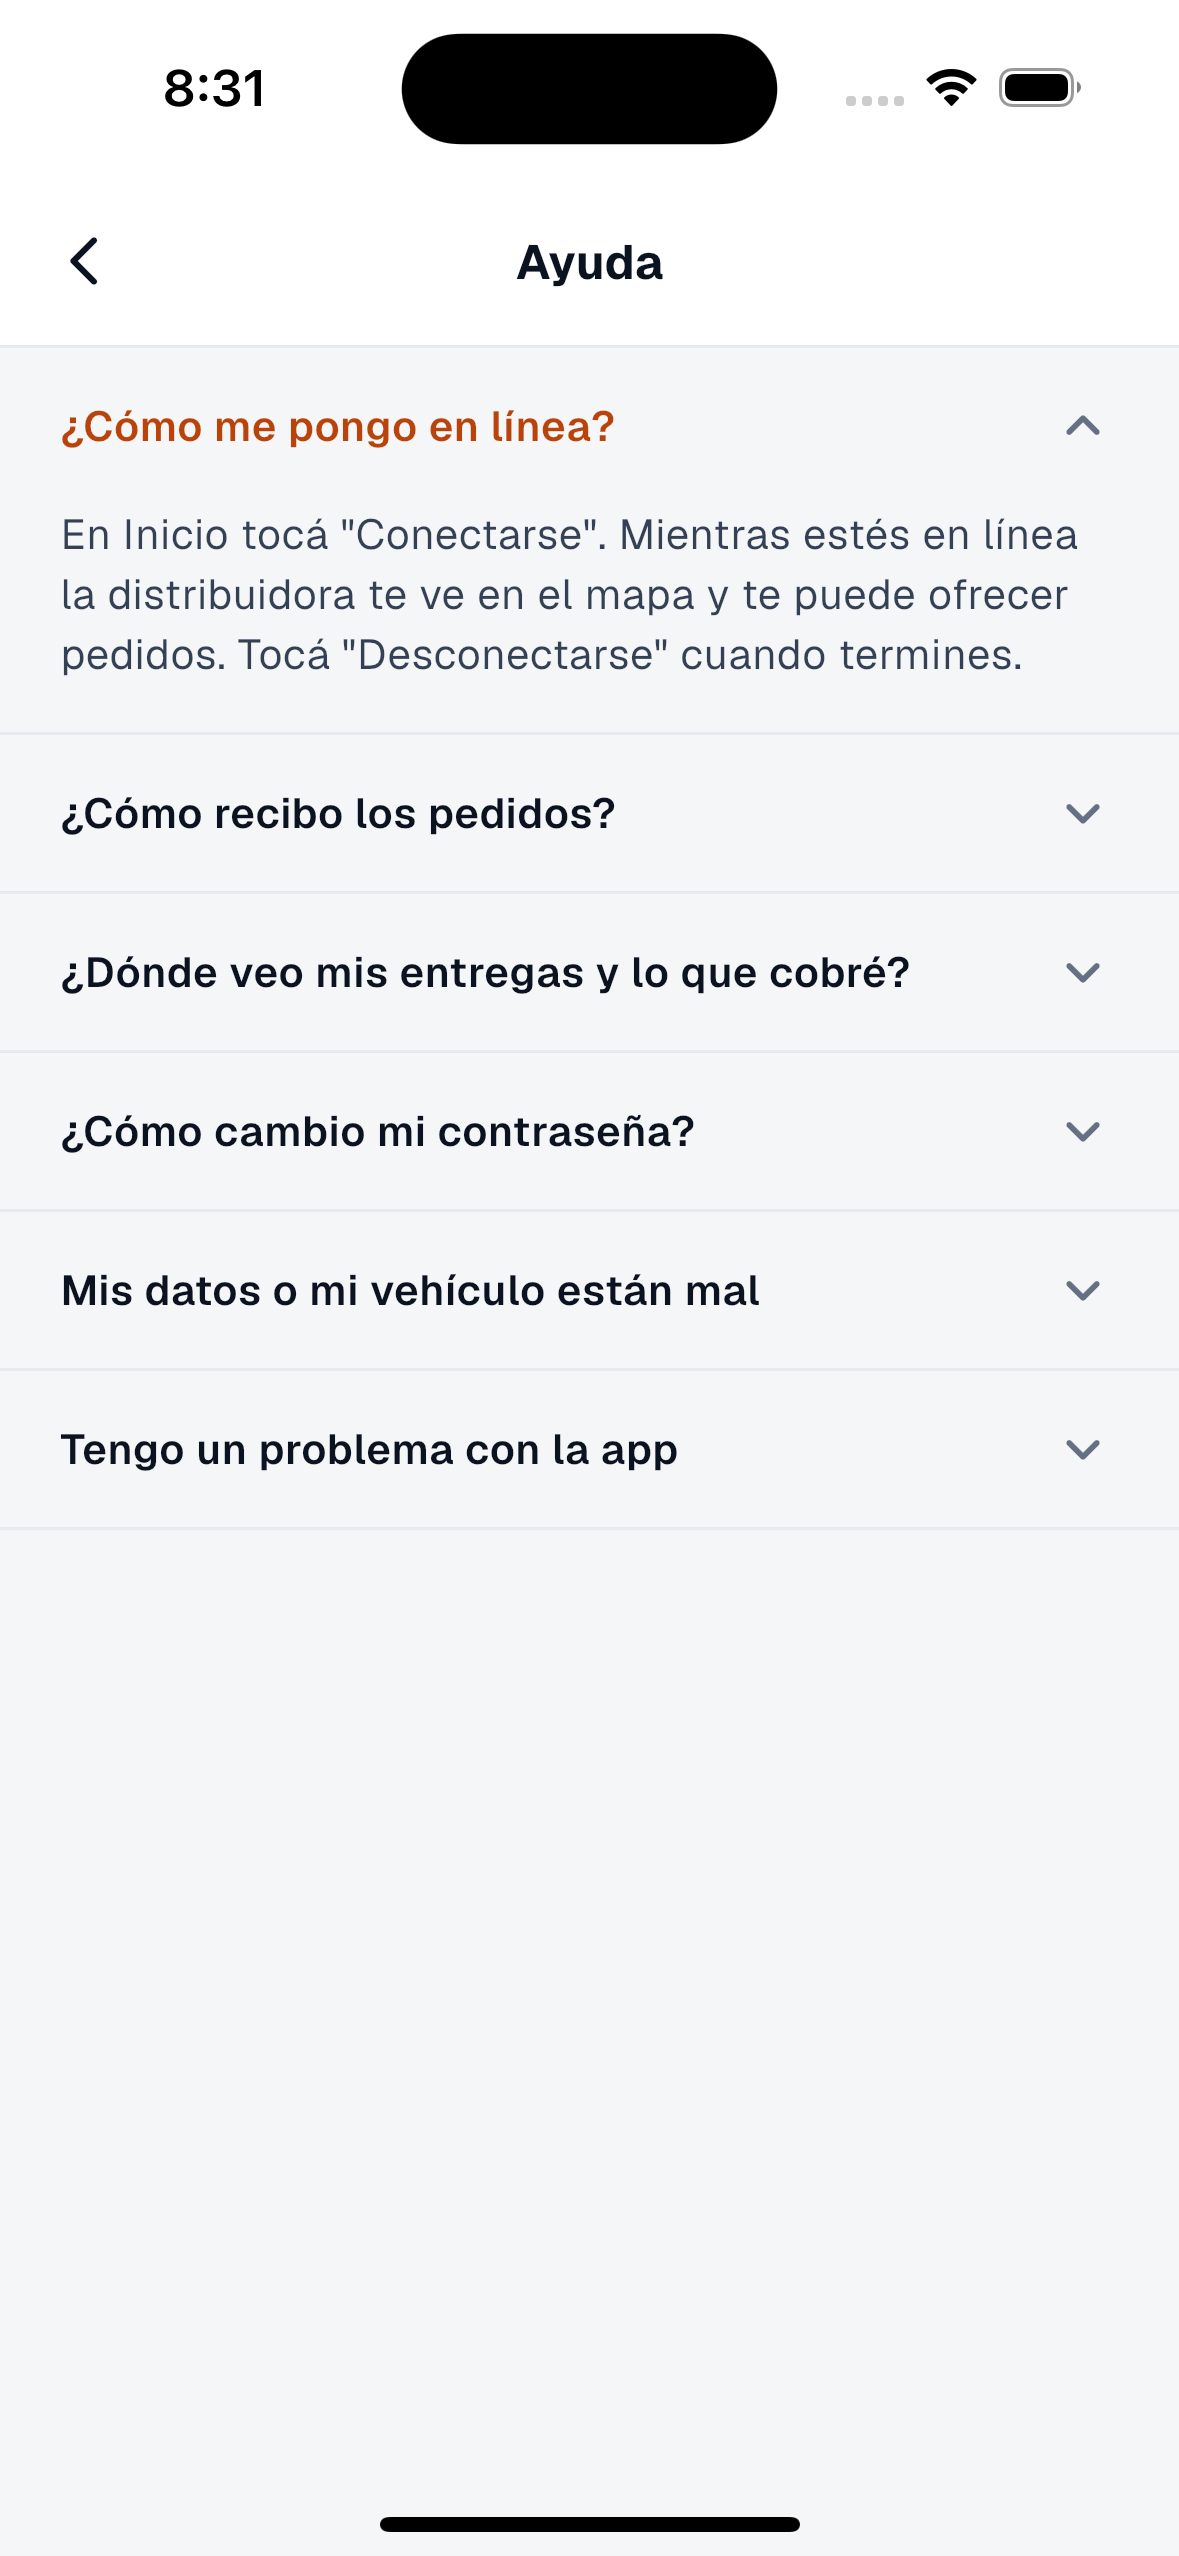 8:31
Ayuda
¿Cómo me pongo en línea?
En Inicio tocá "Conectarse". Mientras estés en línea
la distribuidora te ve en el mapa y te puede ofrecer
pedidos. Tocá "Desconectarse" cuando termines.
¿Cómo recibo los pedidos?
¿Dónde veo mis entregas y lo que cobré?
¿Cómo cambio mi contraseña?
Mis datos o mi vehículo están mal
Tengo un problema con la app